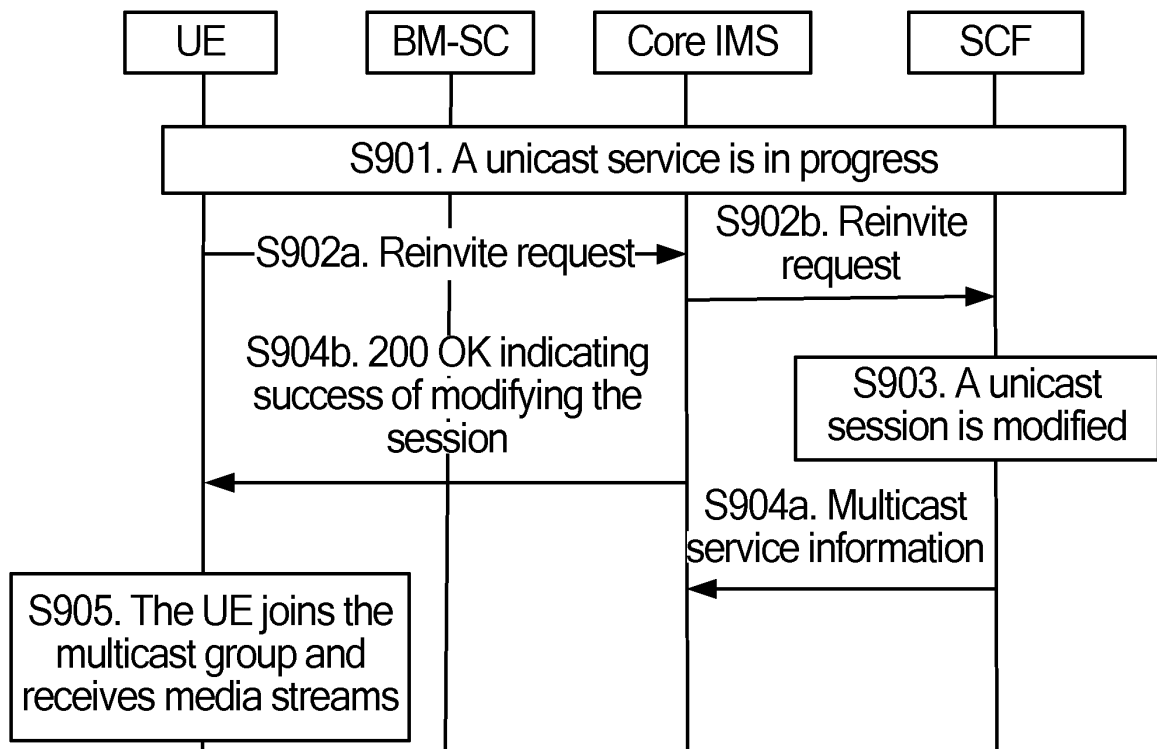 UE
BM-SC
Core IMS
SCF
S901. A unicast service is in progress
S902a. Reinvite request
S902b. Reinvite
request
S904b. 200 OK indicating
success of modifying the
session
S903. A unicast
session is modified
S904a. Multicast
service information
S905. The UE joins the
multicast group and
receives media streams